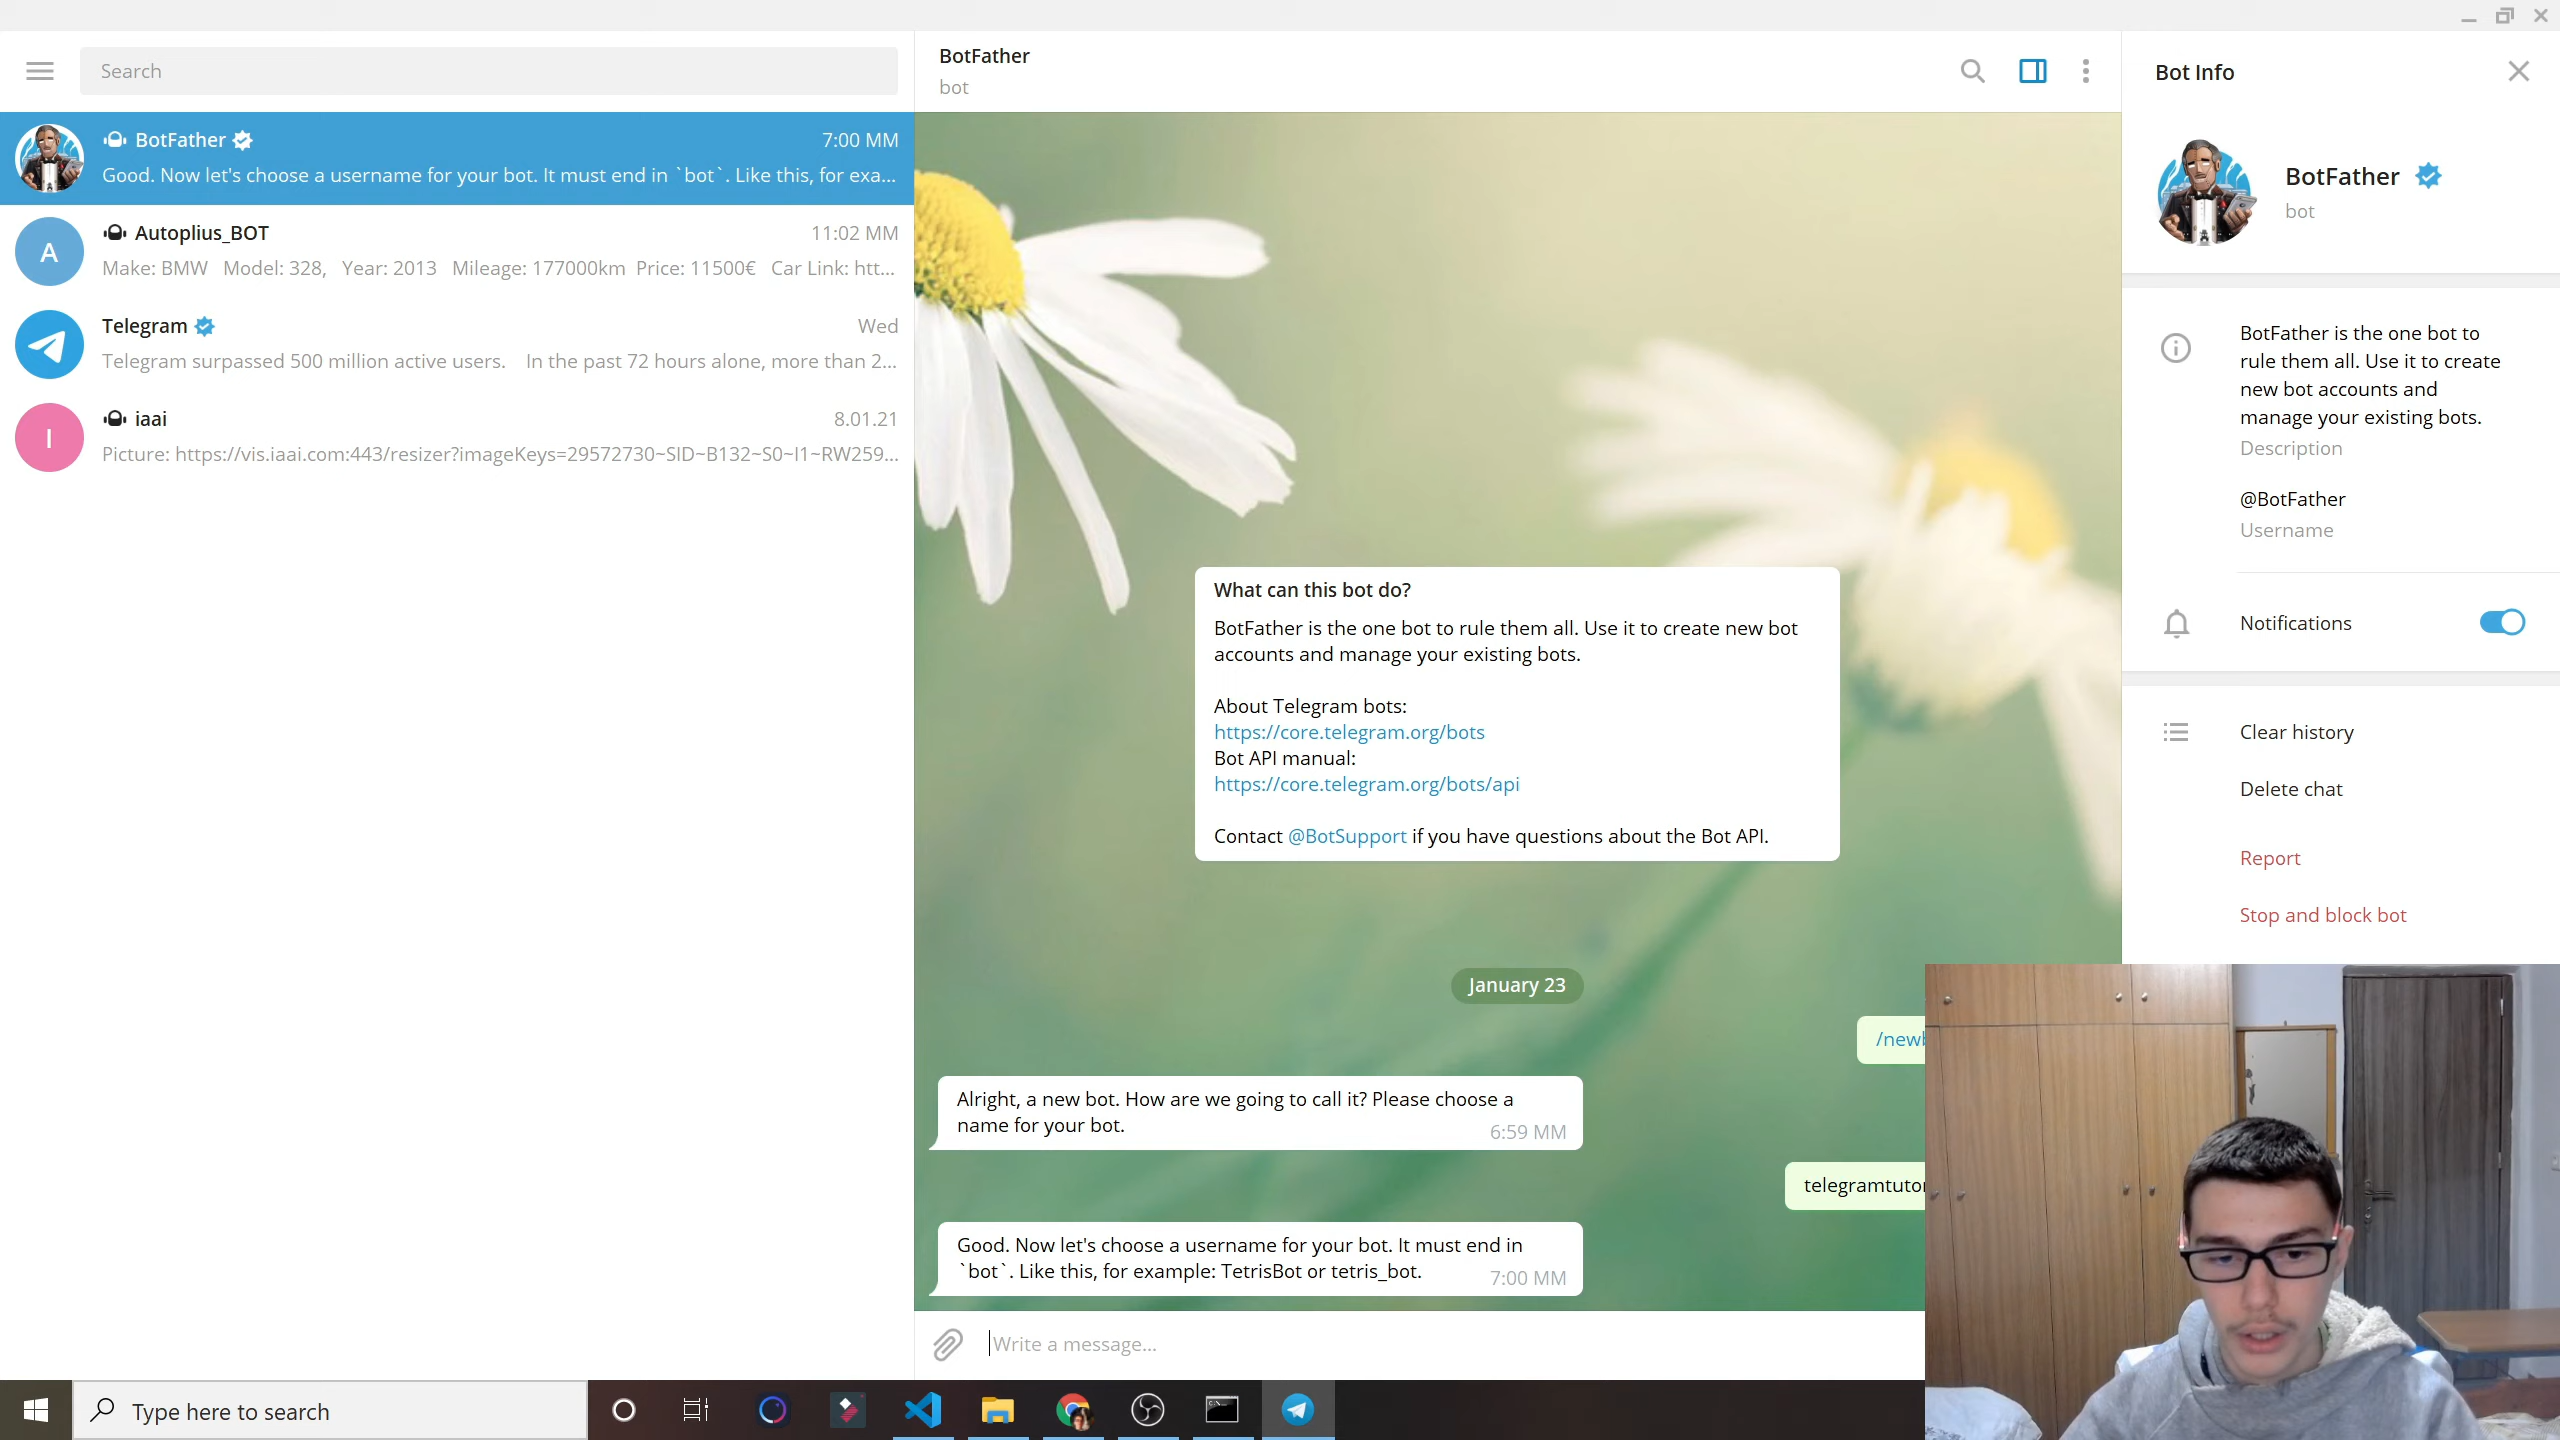 Search
BotFather
7:00 MM
Good. Now let's choose a username for your bot. It must end in `bot`. Like this, for exa...
A
Autoplius_BOT
11:02 MM
Make: BMW Model: 328, Year: 2013 Mileage: 177000km Price: 11500€ Car Link: htt...
Telegram
Wed
Telegram surpassed 500 million active users. In the past 72 hours alone, more than 2...
I
iaai
8.01.21
Picture: https://vis.iaai.com:443/resizer?imageKeys=29572730~SID~B132~S0~I1~RW259...
BotFather
bot
What can this bot do?
BotFather is the one bot to rule them all. Use it to create new bot
accounts and manage your existing bots.
About Telegram bots:
https://core.telegram.org/bots
Bot API manual:
https://core.telegram.org/bots/api
Contact @BotSupport if you have questions about the Bot API.
January 23
/newb
Alright, a new bot. How are we going to call it? Please choose a
name for your bot.
6:59 MM
telegramtutor
Good. Now let's choose a username for your bot. It must end in
`bot`. Like this, for example: TetrisBot or tetris_bot.
7:00 MM
Write a message...
Bot Info
BotFather
bot
BotFather is the one bot to
rule them all. Use it to create
new bot accounts and
manage your existing bots.
Description
@BotFather
Username
Notifications
Clear history
Delete chat
Report
Stop and block bot
Type here to search